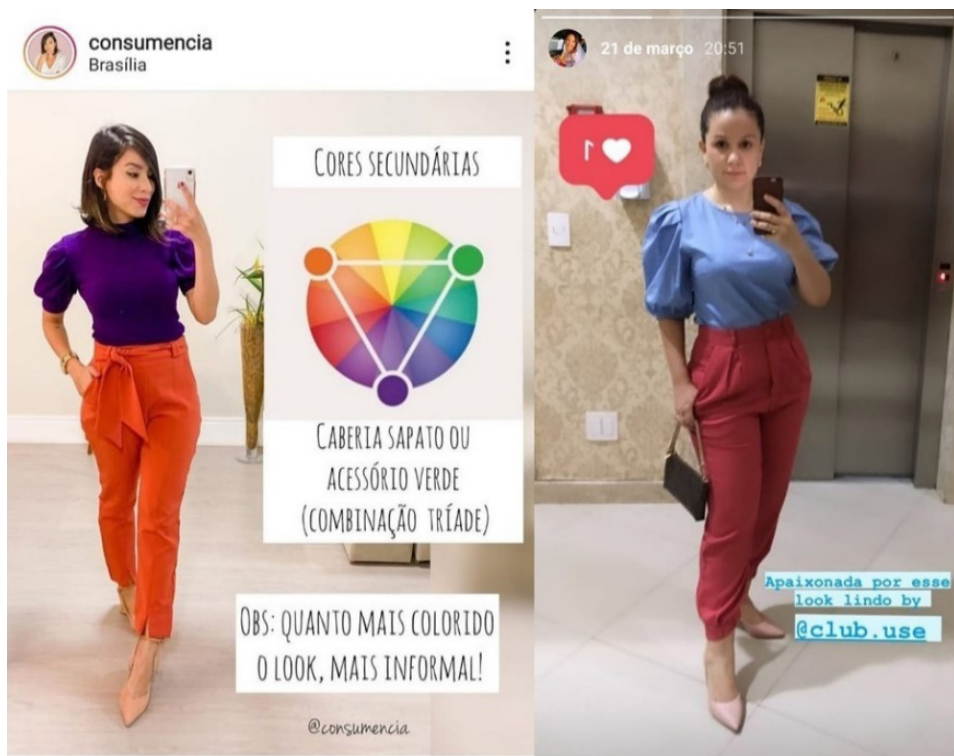 consumencia
Brasília
CORES SECUNDÁRIAS
CABERIA SAPATO OU
ACESSÓRIO VERDE
(COMBINAÇÃO TRÍADE)
OBS: QUANTO MAIS COLORIDO
O LOOK, MAIS INFORMAL!
@consumencia
21 de março 20:51
1
Apaixonada por esse
look lindo by
@club.use